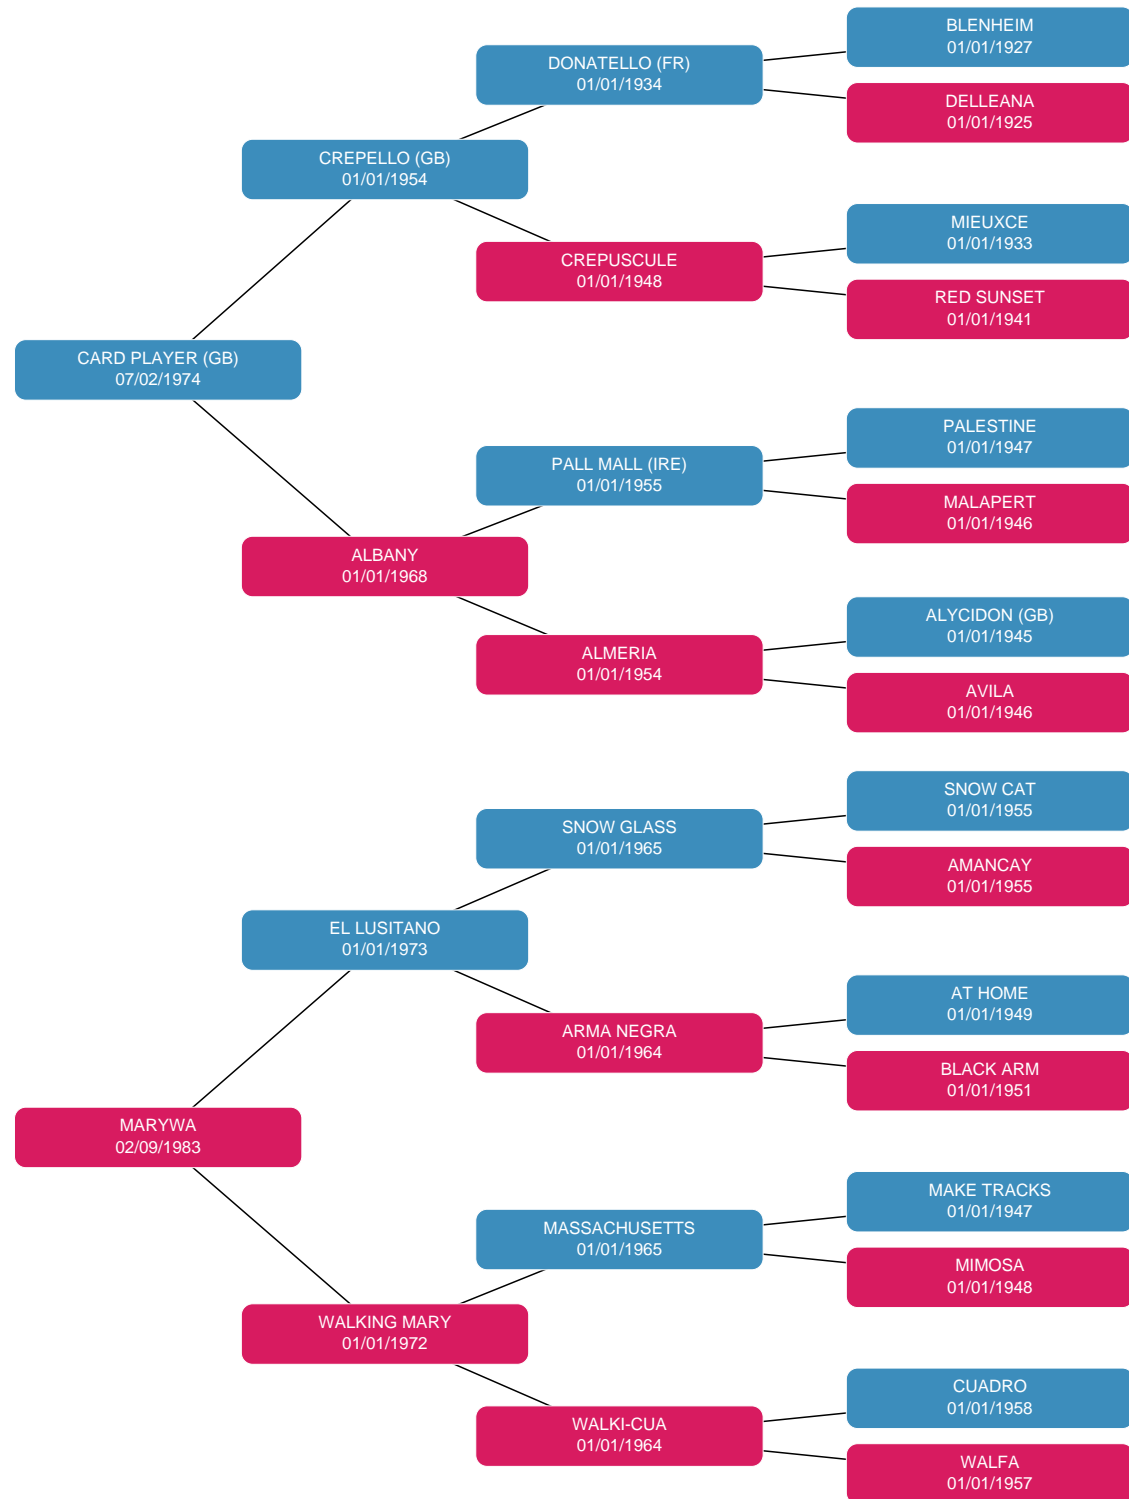 BLENHEIM
01/01/1927
DONATELLO (FR)
01/01/1934
DELLEANA
01/01/1925
CREPELLO (GB)
01/01/1954
MIEUXCE
01/01/1933
CREPUSCULE
01/01/1948
RED SUNSET
01/01/1941
CARD PLAYER (GB)
07/02/1974
PALESTINE
01/01/1947
PALL MALL (IRE)
01/01/1955
MALAPERT
01/01/1946
ALBANY
01/01/1968
ALYCIDON (GB)
01/01/1945
ALMERIA
01/01/1954
AVILA
01/01/1946
SNOW CAT
01/01/1955
SNOW GLASS
01/01/1965
AMANCAY
01/01/1955
EL LUSITANO
01/01/1973
AT HOME
01/01/1949
ARMA NEGRA
01/01/1964
BLACK ARM
01/01/1951
MARYWA
02/09/1983
MAKE TRACKS
01/01/1947
MASSACHUSETTS
01/01/1965
MIMOSA
01/01/1948
WALKING MARY
01/01/1972
CUADRO
01/01/1958
WALKI-CUA
01/01/1964
WALFA
01/01/1957